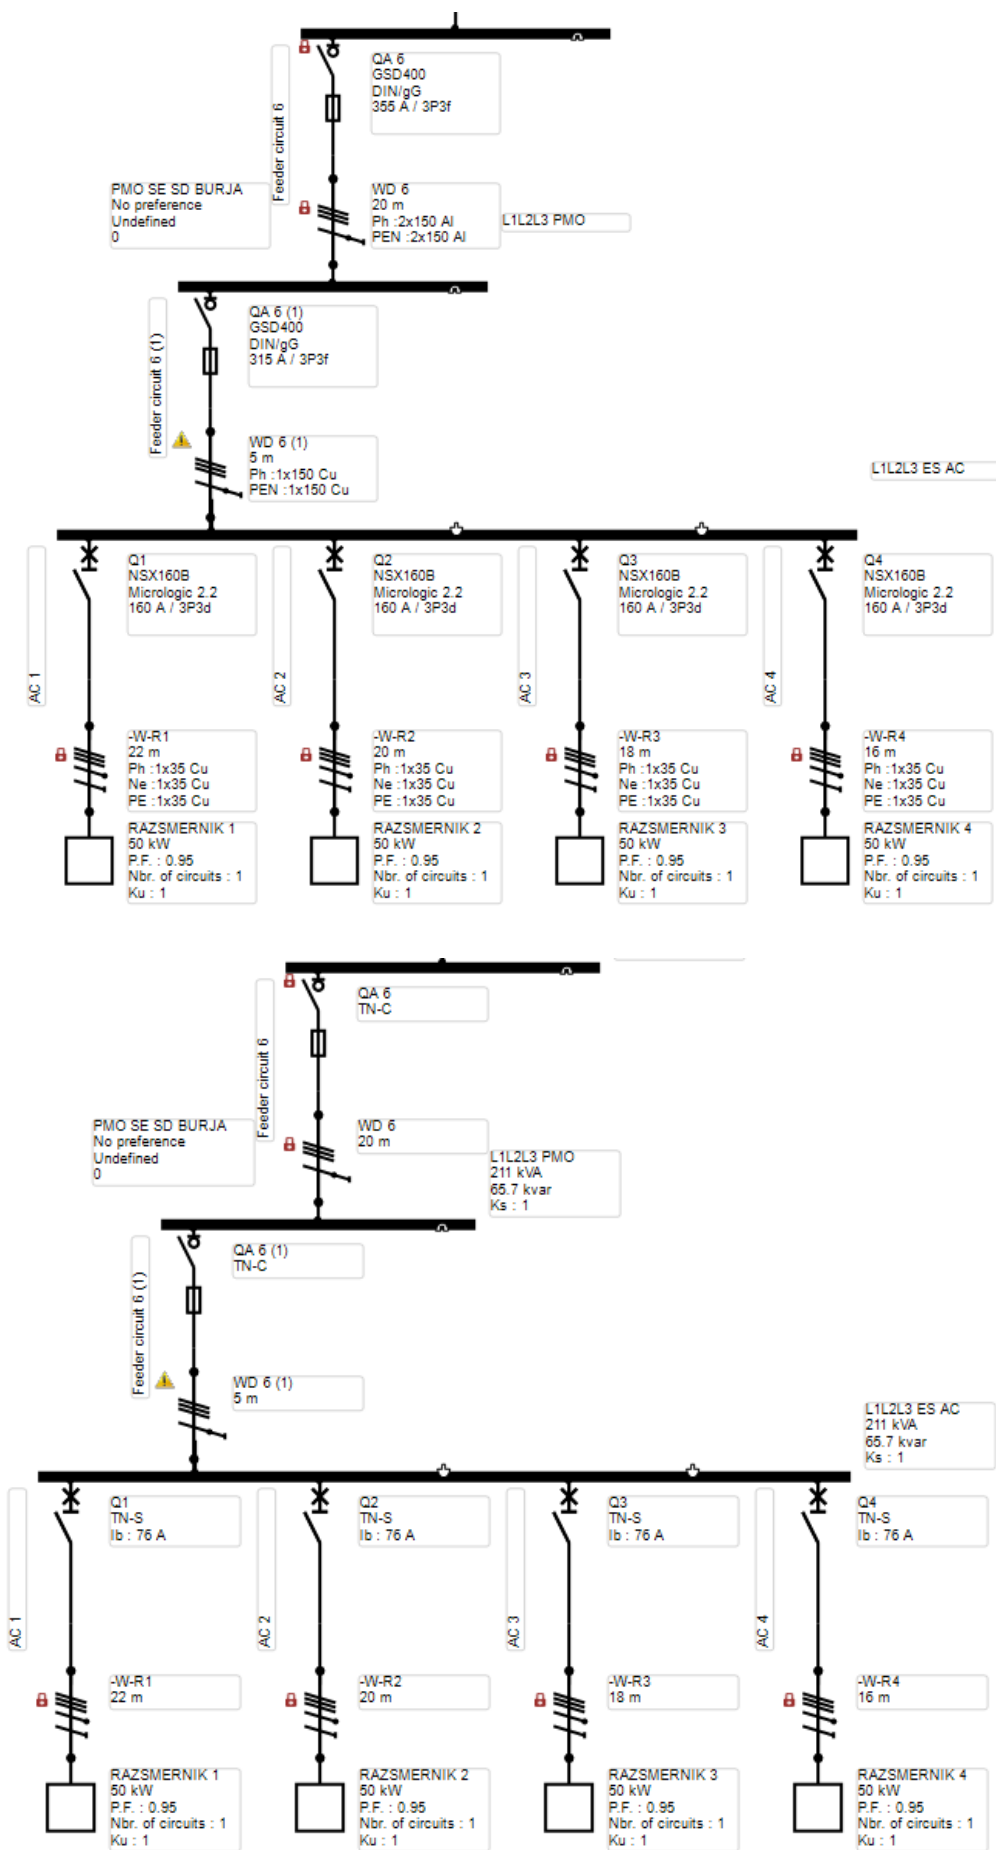 QA 6
GSD400
DIN/gG
355 A / 3P3f
Feeder circuit 6
PMO SE SD BURJA
No preference
Undefined
0
WD 6
20 m
Ph :2x150 Al
PEN :2x150 Al
L1L2L3 PMO
QA 6 (1)
GSD400
DIN/gG
315 A / 3P3f
Feeder circuit 6 (1)
WD 6 (1)
5 m
Ph :1x150 Cu
PEN :1x150 Cu
L1L2L3 ES AC
AC 1
Q1
NSX160B
Micrologic 2.2
160 A / 3P3d
AC 2
Q2
NSX160B
Micrologic 2.2
160 A / 3P3d
AC 3
Q3
NSX160B
Micrologic 2.2
160 A / 3P3d
AC 4
Q4
NSX160B
Micrologic 2.2
160 A / 3P3d
-W-R1
22 m
Ph :1x35 Cu
Ne :1x35 Cu
PE :1x35 Cu
-W-R2
20 m
Ph :1x35 Cu
Ne :1x35 Cu
PE :1x35 Cu
-W-R3
18 m
Ph :1x35 Cu
Ne :1x35 Cu
PE :1x35 Cu
-W-R4
16 m
Ph :1x35 Cu
Ne :1x35 Cu
PE :1x35 Cu
RAZSMERNIK 1
50 kW
P.F. : 0.95
Nbr. of circuits : 1
Ku : 1
RAZSMERNIK 2
50 kW
P.F. : 0.95
Nbr. of circuits : 1
Ku : 1
RAZSMERNIK 3
50 kW
P.F. : 0.95
Nbr. of circuits : 1
Ku : 1
RAZSMERNIK 4
50 kW
P.F. : 0.95
Nbr. of circuits : 1
Ku : 1
QA 6
TN-C
Feeder circuit 6
PMO SE SD BURJA
No preference
Undefined
0
WD 6
20 m
L1L2L3 PMO
211 kVA
65.7 kvar
Ks : 1
QA 6 (1)
TN-C
Feeder circuit 6 (1)
WD 6 (1)
5 m
L1L2L3 ES AC
211 kVA
65.7 kvar
Ks : 1
AC 1
Q1
TN-S
Ib : 76 A
AC 2
Q2
TN-S
Ib : 76 A
AC 3
Q3
TN-S
Ib : 76 A
AC 4
Q4
TN-S
Ib : 76 A
-W-R1
22 m
-W-R2
20 m
-W-R3
18 m
-W-R4
16 m
RAZSMERNIK 1
50 kW
P.F. : 0.95
Nbr. of circuits : 1
Ku : 1
RAZSMERNIK 2
50 kW
P.F. : 0.95
Nbr. of circuits : 1
Ku : 1
RAZSMERNIK 3
50 kW
P.F. : 0.95
Nbr. of circuits : 1
Ku : 1
RAZSMERNIK 4
50 kW
P.F. : 0.95
Nbr. of circuits : 1
Ku : 1